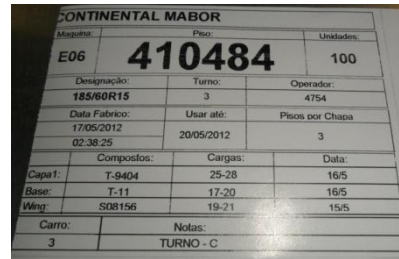 CONTINENTAL MABOR
Maquina: Piso: Unidades:
E06 410484 100
Designação: Turno: Operador:
185/60R15 3 4754
Data Fabrico: Usar até: Pisos por Chapa
17/05/2012 20/05/2012 3
02:38:25
Compostos: Cargas: Data:
Capa1: T-9404 25-28 16/5
Base: T-11 17-20 16/5
Wing: S08156 19-21 15/5
Carro: Notas:
3 TURNO - C